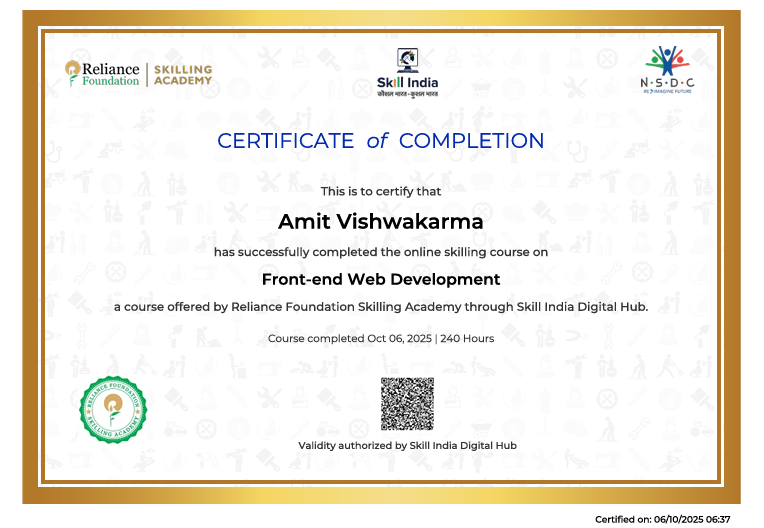 Reliance
Foundation
SKILLING
ACADEMY
Skill India
कौशल भारत - कुशल भारत
N·S·D·C
RE IMAGINE FUTURE
CERTIFICATE of COMPLETION
This is to certify that
Amit Vishwakarma
has successfully completed the online skilling course on
Front-end Web Development
a course offered by Reliance Foundation Skilling Academy through Skill India Digital Hub.
Course completed Oct 06, 2025 | 240 Hours
RELIANCE FOUNDATION
SKILLING ACADEMY
Validity authorized by Skill India Digital Hub
Certified on: 06/10/2025 06:37